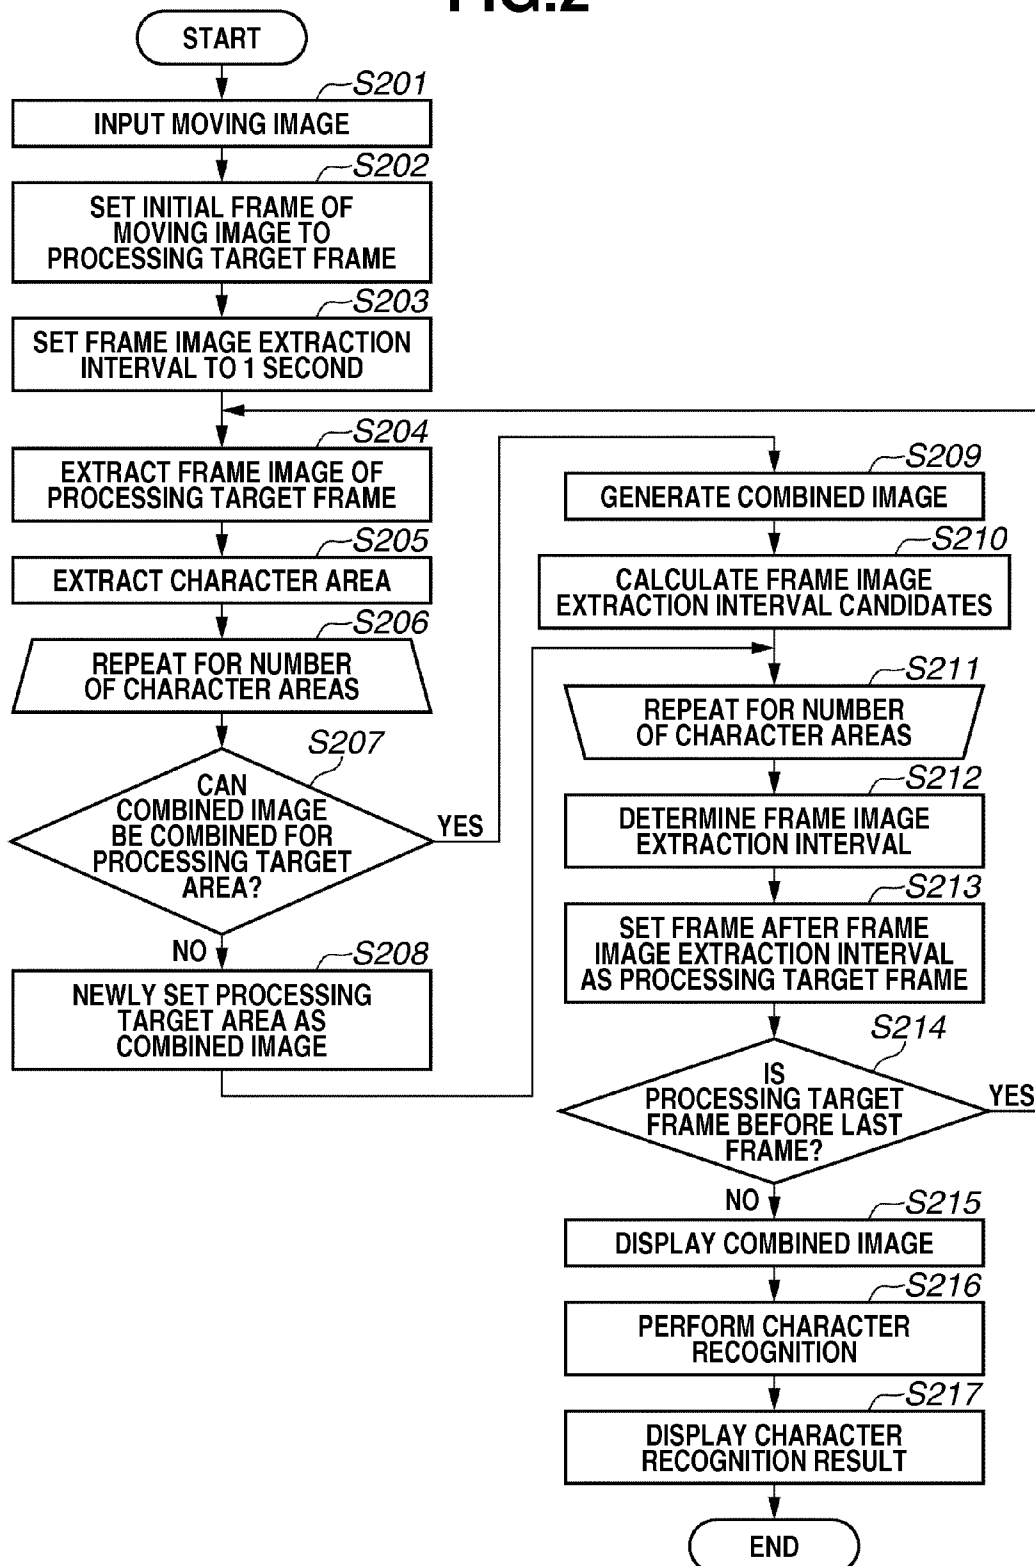 FIG.2
START
S201
INPUT MOVING IMAGE
S202
SET INITIAL FRAME OF
MOVING IMAGE TO
PROCESSING TARGET FRAME
S203
SET FRAME IMAGE EXTRACTION
INTERVAL TO 1 SECOND
S204
EXTRACT FRAME IMAGE OF
PROCESSING TARGET FRAME
S205
EXTRACT CHARACTER AREA
S206
REPEAT FOR NUMBER
OF CHARACTER AREAS
S207
CAN
COMBINED IMAGE
BE COMBINED FOR
PROCESSING TARGET
AREA?
YES
NO
S208
NEWLY SET PROCESSING
TARGET AREA AS
COMBINED IMAGE
S209
GENERATE COMBINED IMAGE
S210
CALCULATE FRAME IMAGE
EXTRACTION INTERVAL CANDIDATES
S211
REPEAT FOR NUMBER
OF CHARACTER AREAS
S212
DETERMINE FRAME IMAGE
EXTRACTION INTERVAL
S213
SET FRAME AFTER FRAME
IMAGE EXTRACTION INTERVAL
AS PROCESSING TARGET FRAME
S214
IS
PROCESSING TARGET
FRAME BEFORE LAST
FRAME?
YES
NO
S215
DISPLAY COMBINED IMAGE
S216
PERFORM CHARACTER
RECOGNITION
S217
DISPLAY CHARACTER
RECOGNITION RESULT
END